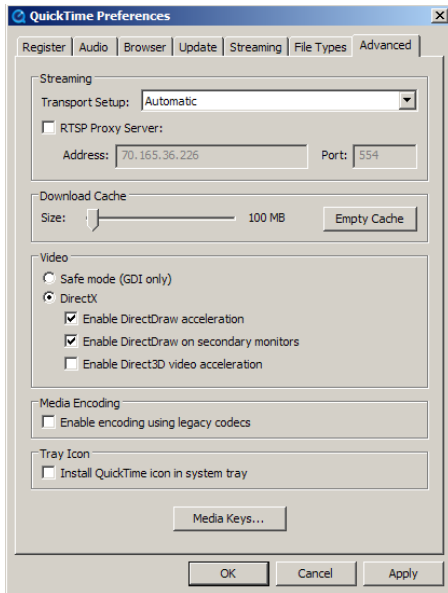 QuickTime Preferences
Register Audio Browser Update Streaming File Types Advanced
Streaming
Transport Setup: Automatic
RTSP Proxy Server:
Address: 70.165.36.226 Port: 554
Download Cache
Size: 100 MB Empty Cache
Video
Safe mode (GDI only)
DirectX
Enable DirectDraw acceleration
Enable DirectDraw on secondary monitors
Enable Direct3D video acceleration
Media Encoding
Enable encoding using legacy codecs
Tray Icon
Install QuickTime icon in system tray
Media Keys...
OK Cancel Apply